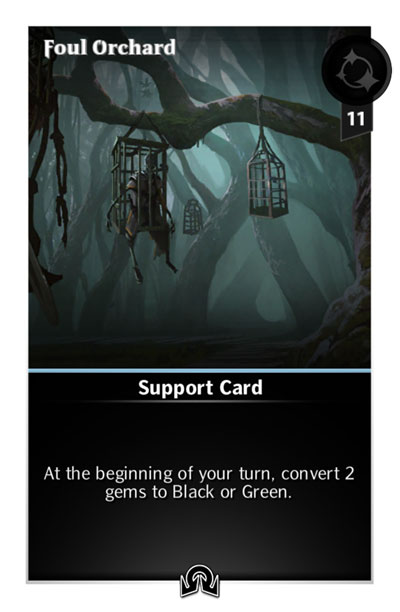 Foul Orchard
11
Support Card
At the beginning of your turn, convert 2
gems to Black or Green.